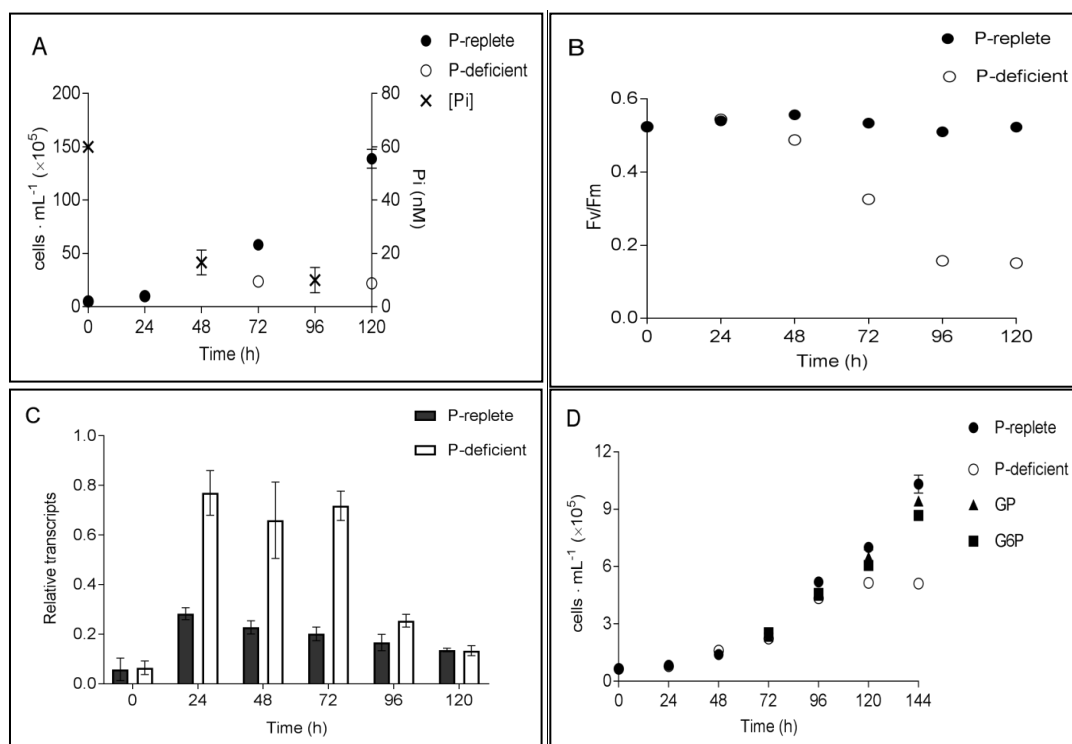 A
P-replete
P-deficient
[Pi]
200
150
100
50
0
80
60
40
20
0
cells · mL⁻¹ (×10⁵)
Pi (nM)
0 24 48 72 96 120
Time (h)
B
P-replete
P-deficient
0.6
0.4
0.2
0.0
Fv/Fm
0 24 48 72 96 120
Time (h)
C
P-replete
P-deficient
1.0
0.8
0.6
0.4
0.2
0.0
Relative transcripts
0 24 48 72 96 120
Time (h)
D
P-replete
P-deficient
GP
G6P
12
9
6
3
0
cells · mL⁻¹ (×10⁵)
0 24 48 72 96 120 144
Time (h)